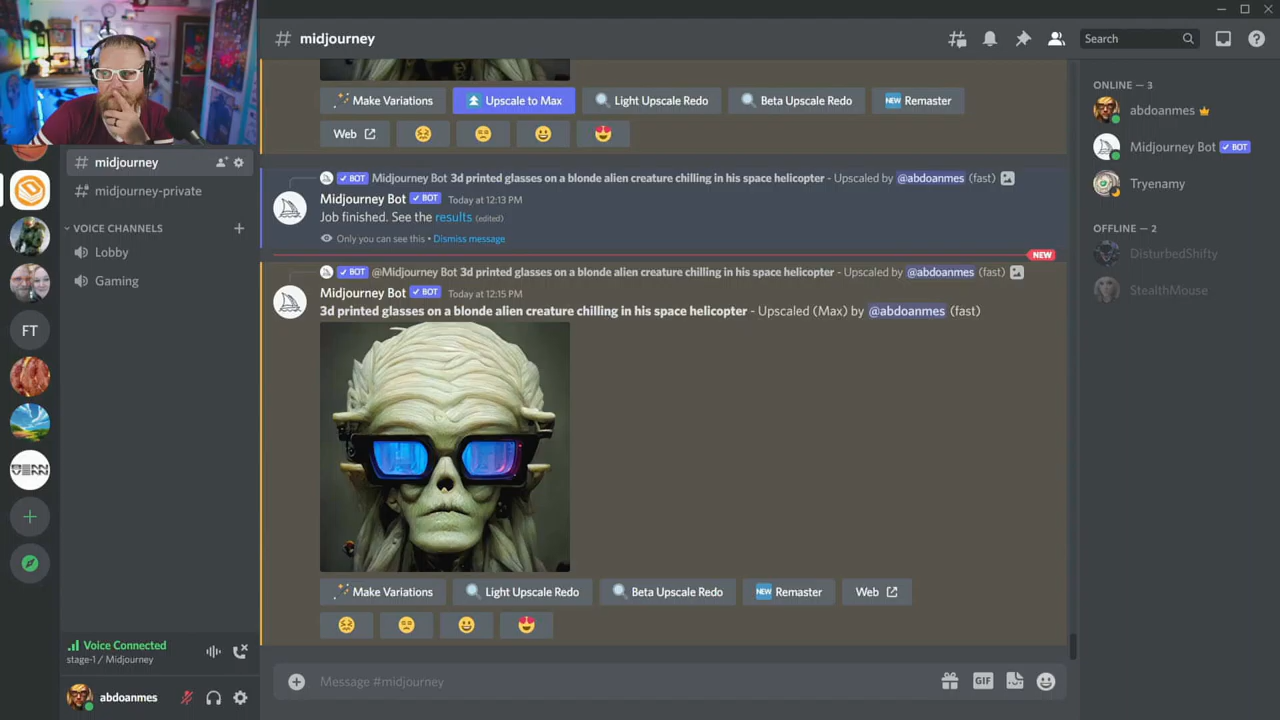 # midjourney
Search
Make Variations
Upscale to Max
Light Upscale Redo
Beta Upscale Redo
NEW Remaster
Web
BOT Midjourney Bot 3d printed glasses on a blonde alien creature chilling in his space helicopter - Upscaled by @abdoanmes (fast)
Midjourney Bot BOT Today at 12:13 PM
Job finished. See the results (edited)
Only you can see this • Dismiss message
NEW
BOT @Midjourney Bot 3d printed glasses on a blonde alien creature chilling in his space helicopter - Upscaled by @abdoanmes (fast)
Midjourney Bot BOT Today at 12:15 PM
3d printed glasses on a blonde alien creature chilling in his space helicopter - Upscaled (Max) by @abdoanmes (fast)
Make Variations
Light Upscale Redo
Beta Upscale Redo
NEW Remaster
Web
Message #midjourney
GIF
# midjourney
# midjourney-private
VOICE CHANNELS
Lobby
Gaming
FT
Voice Connected
stage-1 / Midjourney
abdoanmes
ONLINE — 3
abdoanmes
Midjourney Bot BOT
Tryenamy
OFFLINE — 2
DisturbedShifty
StealthMouse